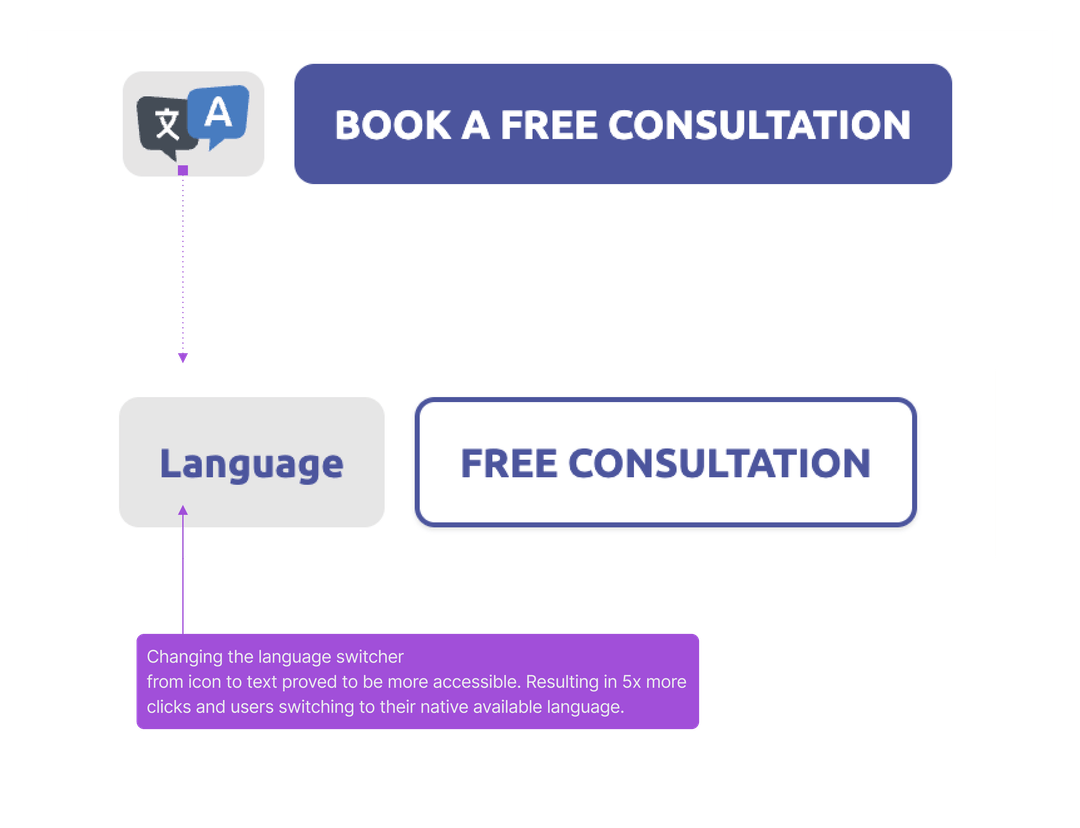 文 A
BOOK A FREE CONSULTATION
Language
FREE CONSULTATION
Changing the language switcher
from icon to text proved to be more accessible. Resulting in 5x more
clicks and users switching to their native available language.